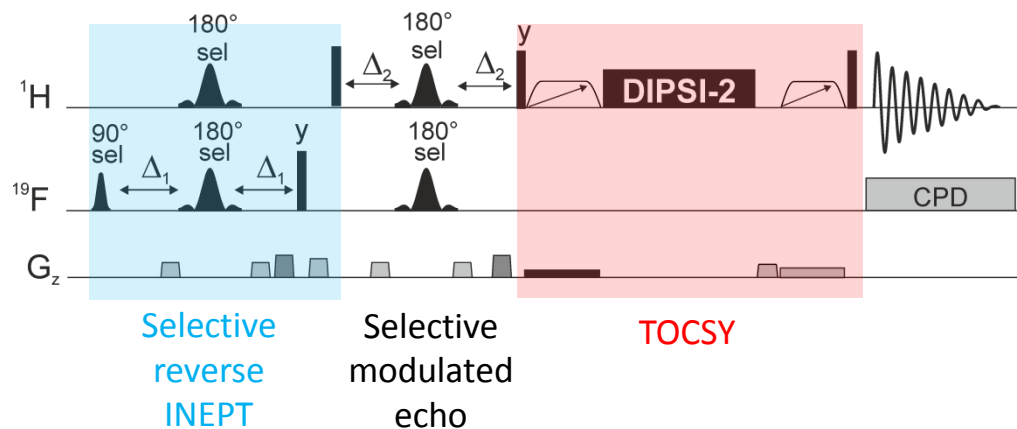 180°
sel
180°
sel
y
Δ2
Δ2
¹H
DIPSI-2
90°
sel
180°
sel
y
180°
sel
Δ1
Δ1
¹⁹F
CPD
Gz
Selective
reverse
INEPT
Selective
modulated
echo
TOCSY